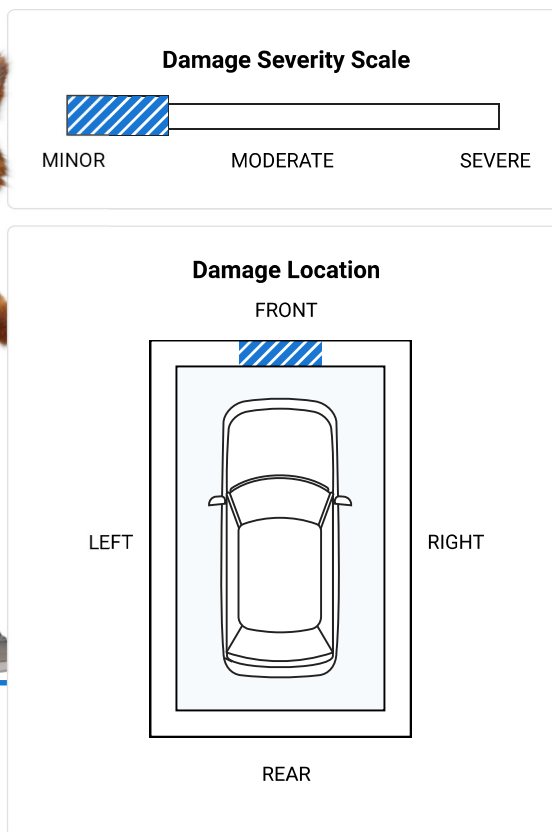 Damage Severity Scale
MINOR MODERATE SEVERE
Damage Location
FRONT
LEFT RIGHT
REAR